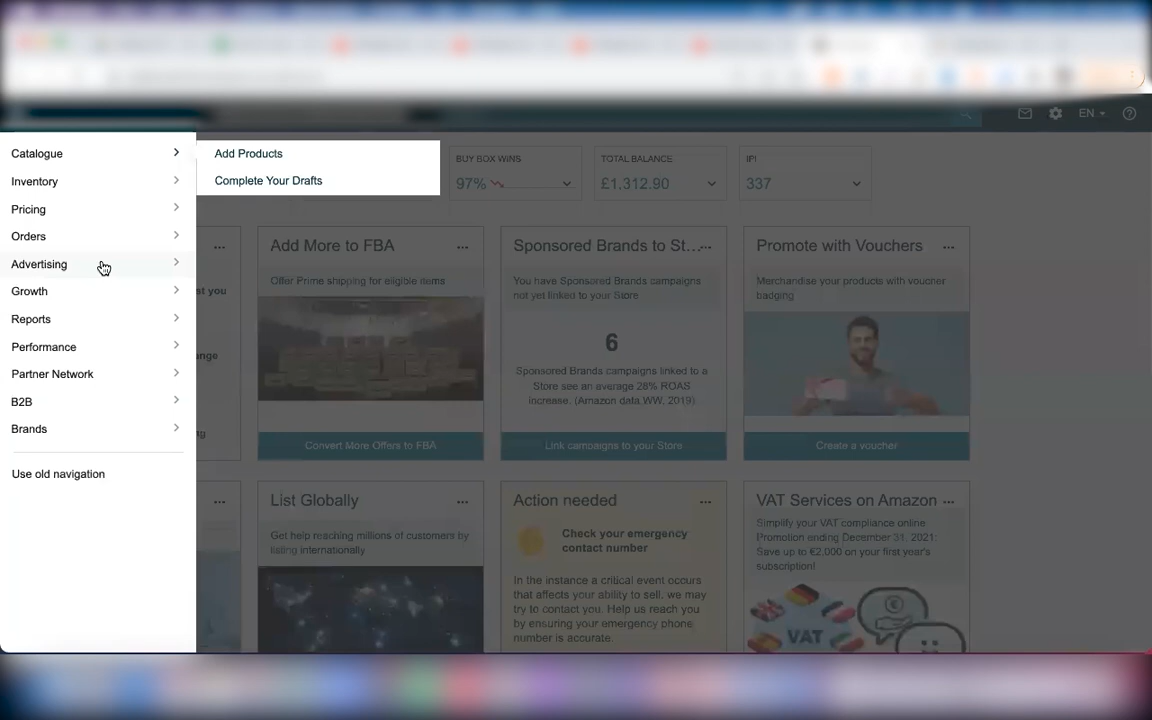 EN
Catalogue
Inventory
Pricing
Orders
Advertising
Growth
Reports
Performance
Partner Network
B2B
Brands
Use old navigation
Add Products
Complete Your Drafts
BUY BOX WINS
97%
TOTAL BALANCE
£1.312.90
IPI
337
st you
ange
ng
Add More to FBA
Offer Prime shipping for eligible items
Convert More Offers to FBA
Sponsored Brands to St...
You have Sponsored Brands campaigns
not yet linked to your Store
6
Sponsored Brands campaigns linked to a
Store see an average 28% ROAS
increase. (Amazon data WW, 2019)
Link campaigns to your Store
Promote with Vouchers
Merchandise your products with voucher
badging
Create a voucher
List Globally
Get help reaching millions of customers by
listing internationally
Action needed
Check your emergency
contact number
In the instance a critical event occurs
that affects your ability to sell, we may
try to contact you. Help us reach you
by ensuring your emergency phone
number is accurate.
VAT Services on Amazon
Simplify your VAT compliance online
Promotion ending December 31, 2021:
Save up to €2.000 on your first year's
subscription!
VAT